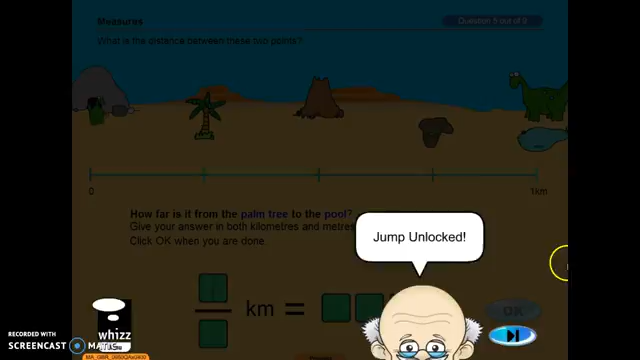 Measures
Question 5 out of 9
What is the distance between these two points?
0
1km
How far is it from the palm tree to the pool?
Give your answer in both kilometres and metres
Click OK when you are done.
Jump Unlocked!
km =
OK
whizz
RECORDED WITH
SCREENCAST
MATIC